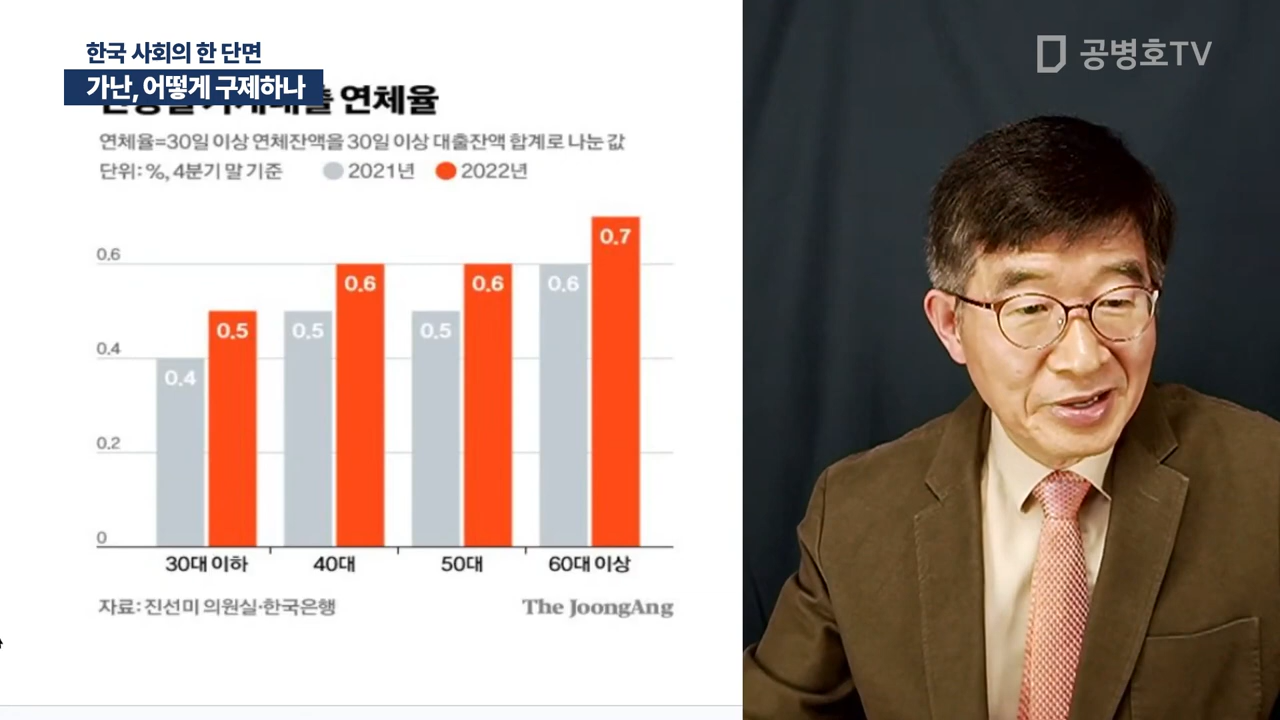 한국 사회의 한 단면
가난, 어떻게 구제하나
연체율
연체율=30일 이상 연체잔액을 30일 이상 대출잔액 합계로 나눈 값
단위: %, 4분기 말 기준 2021년 2022년
0.6
0.4
0.2
0
0.4 0.5 0.5 0.6 0.5 0.6 0.6 0.7
30대 이하 40대 50대 60대 이상
자료: 진선미 의원실·한국은행 The JoongAng
공병호TV